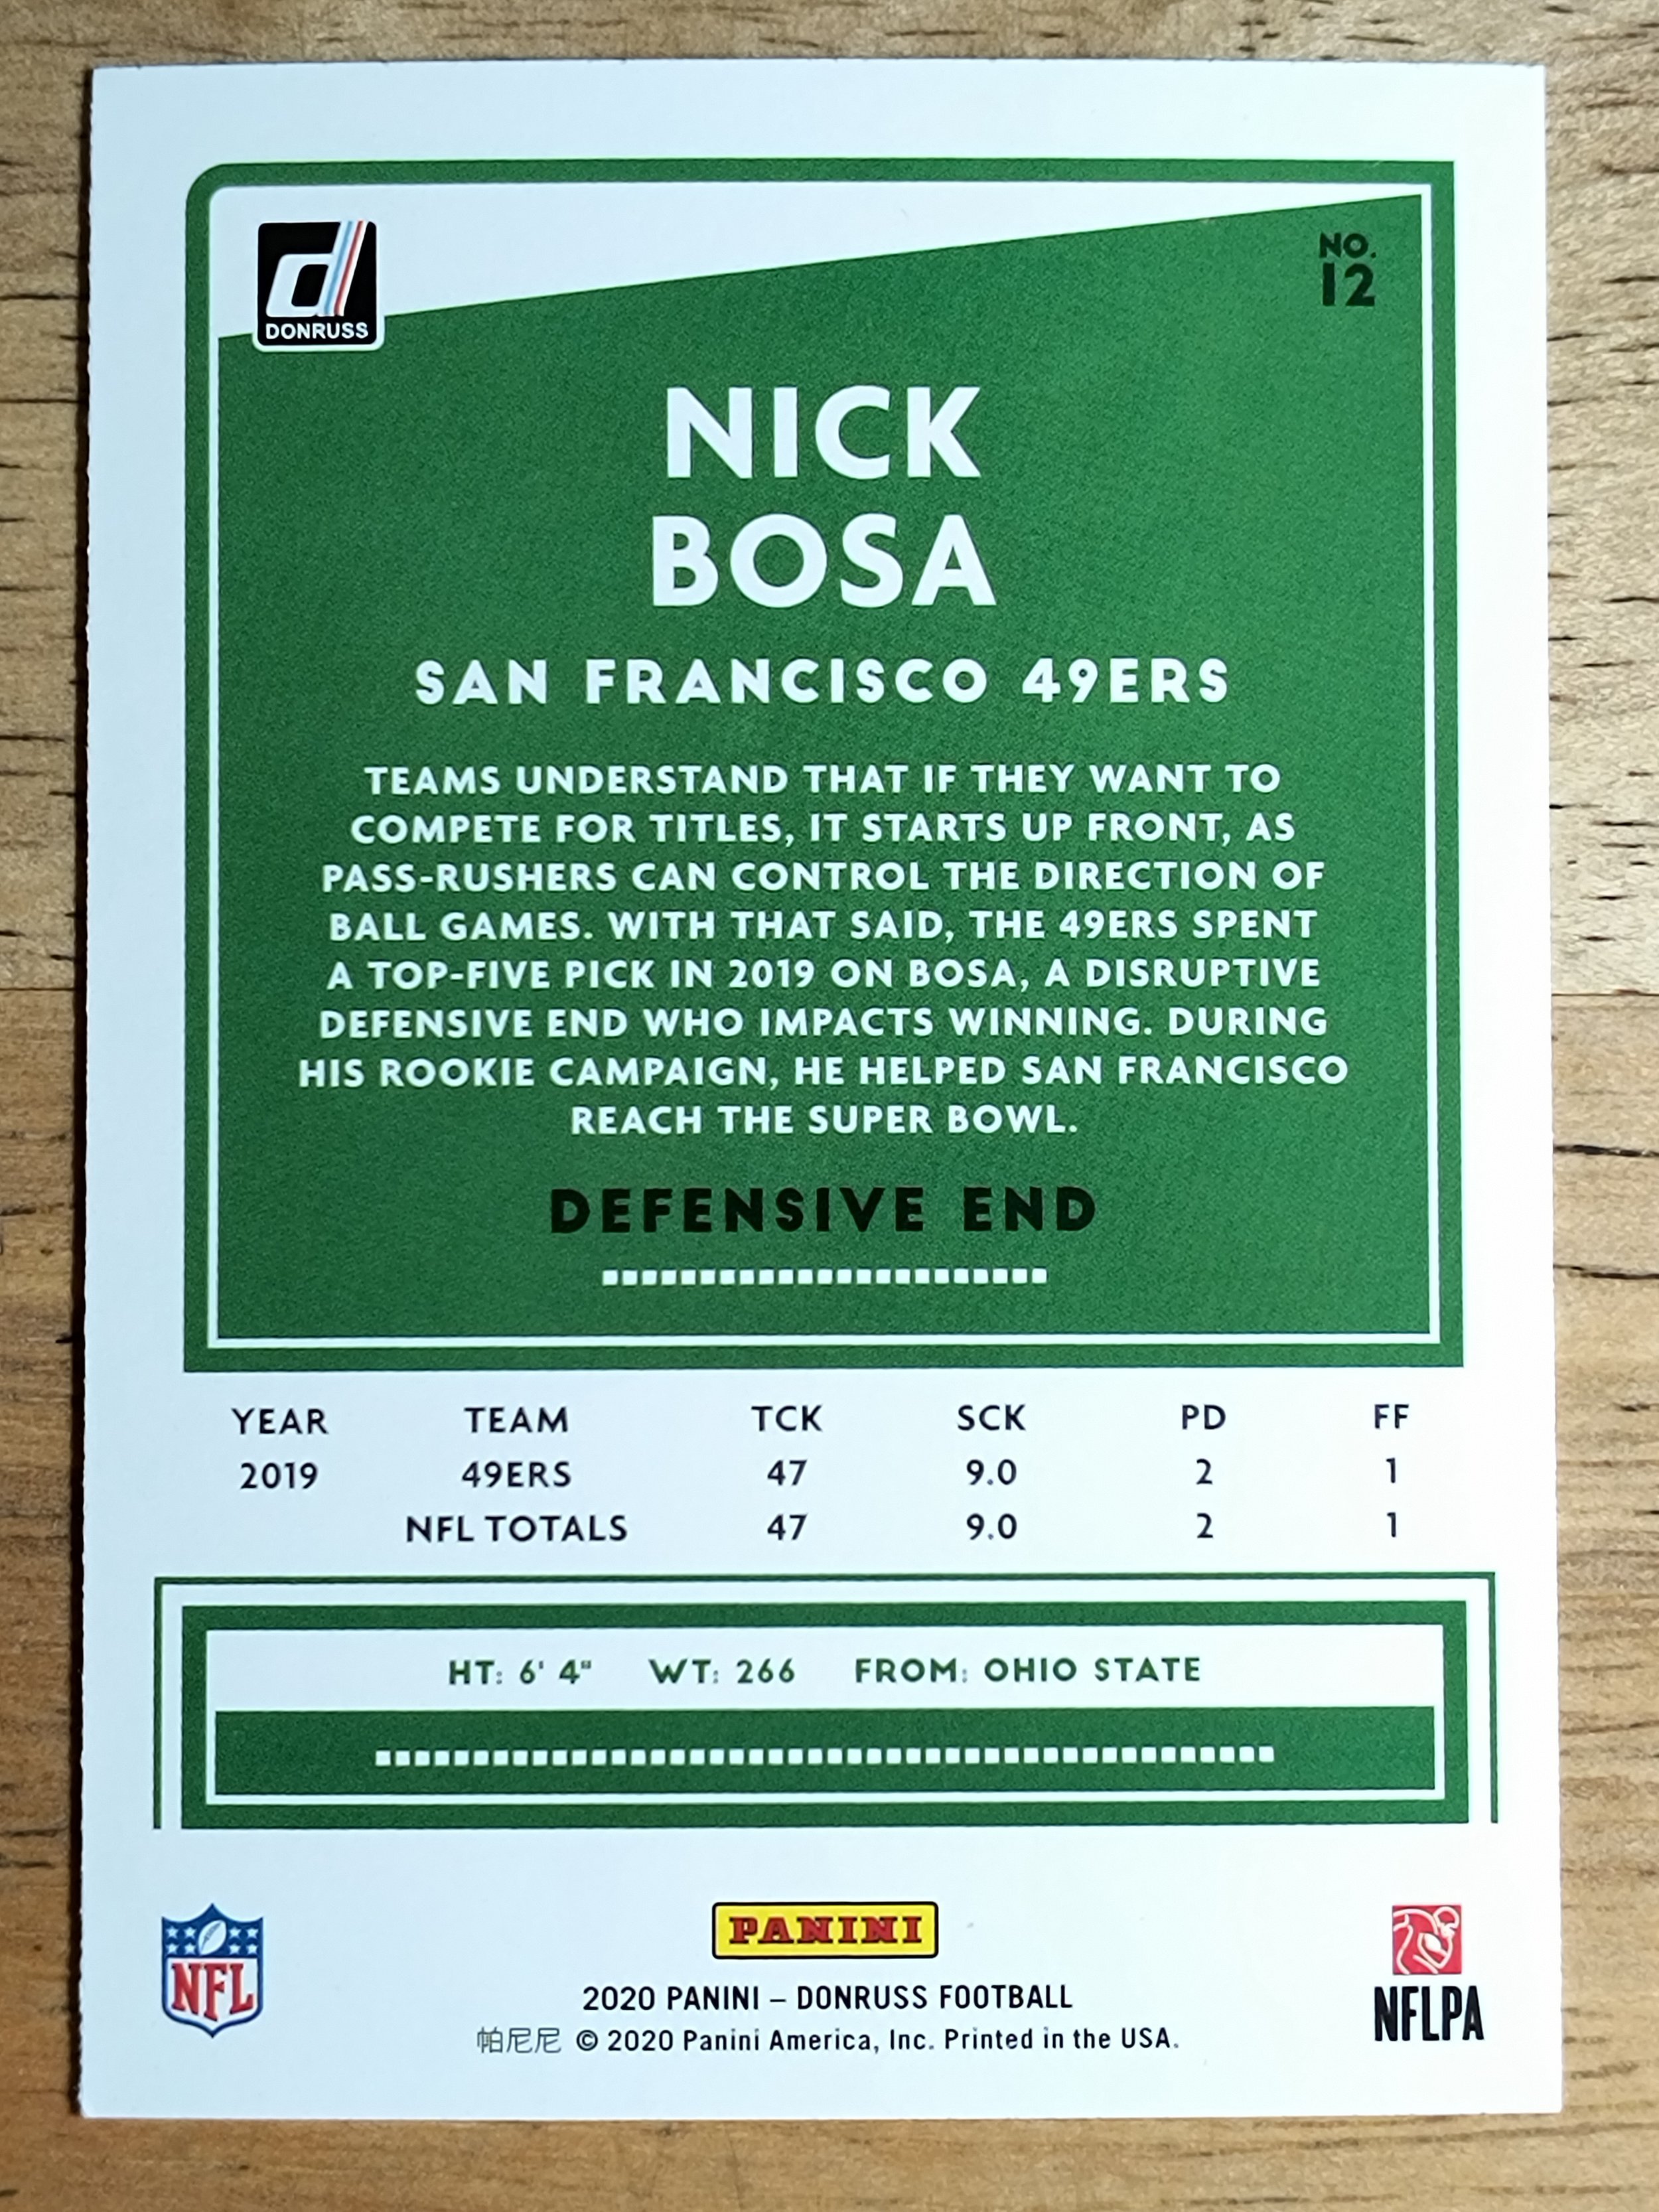 DONRUSS
NO.
12
NICK
BOSA
SAN FRANCISCO 49ERS
TEAMS UNDERSTAND THAT IF THEY WANT TO
COMPETE FOR TITLES, IT STARTS UP FRONT, AS
PASS-RUSHERS CAN CONTROL THE DIRECTION OF
BALL GAMES. WITH THAT SAID, THE 49ERS SPENT
A TOP-FIVE PICK IN 2019 ON BOSA, A DISRUPTIVE
DEFENSIVE END WHO IMPACTS WINNING. DURING
HIS ROOKIE CAMPAIGN, HE HELPED SAN FRANCISCO
REACH THE SUPER BOWL.
DEFENSIVE END
YEAR TEAM TCK SCK PD FF
2019 49ERS 47 9.0 2 1
NFL TOTALS 47 9.0 2 1
HT: 6' 4" WT: 266 FROM: OHIO STATE
NFL
PANINI
2020 PANINI – DONRUSS FOOTBALL
帕尼尼 © 2020 Panini America, Inc. Printed in the USA.
NFLPA